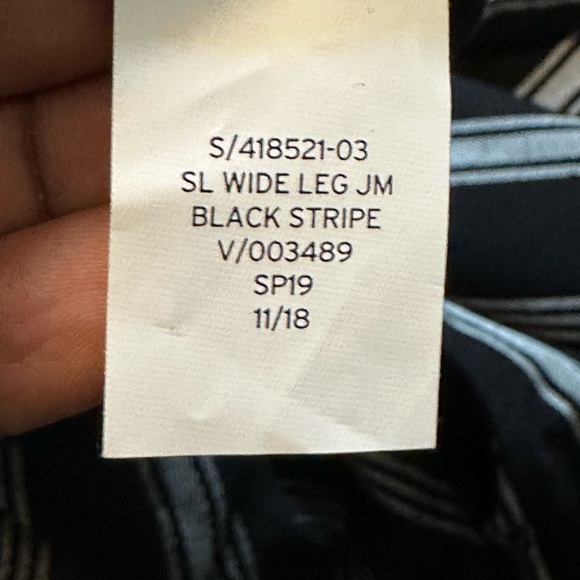 S/418521-03
SL WIDE LEG JM
BLACK STRIPE
V/003489
SP19
11/18